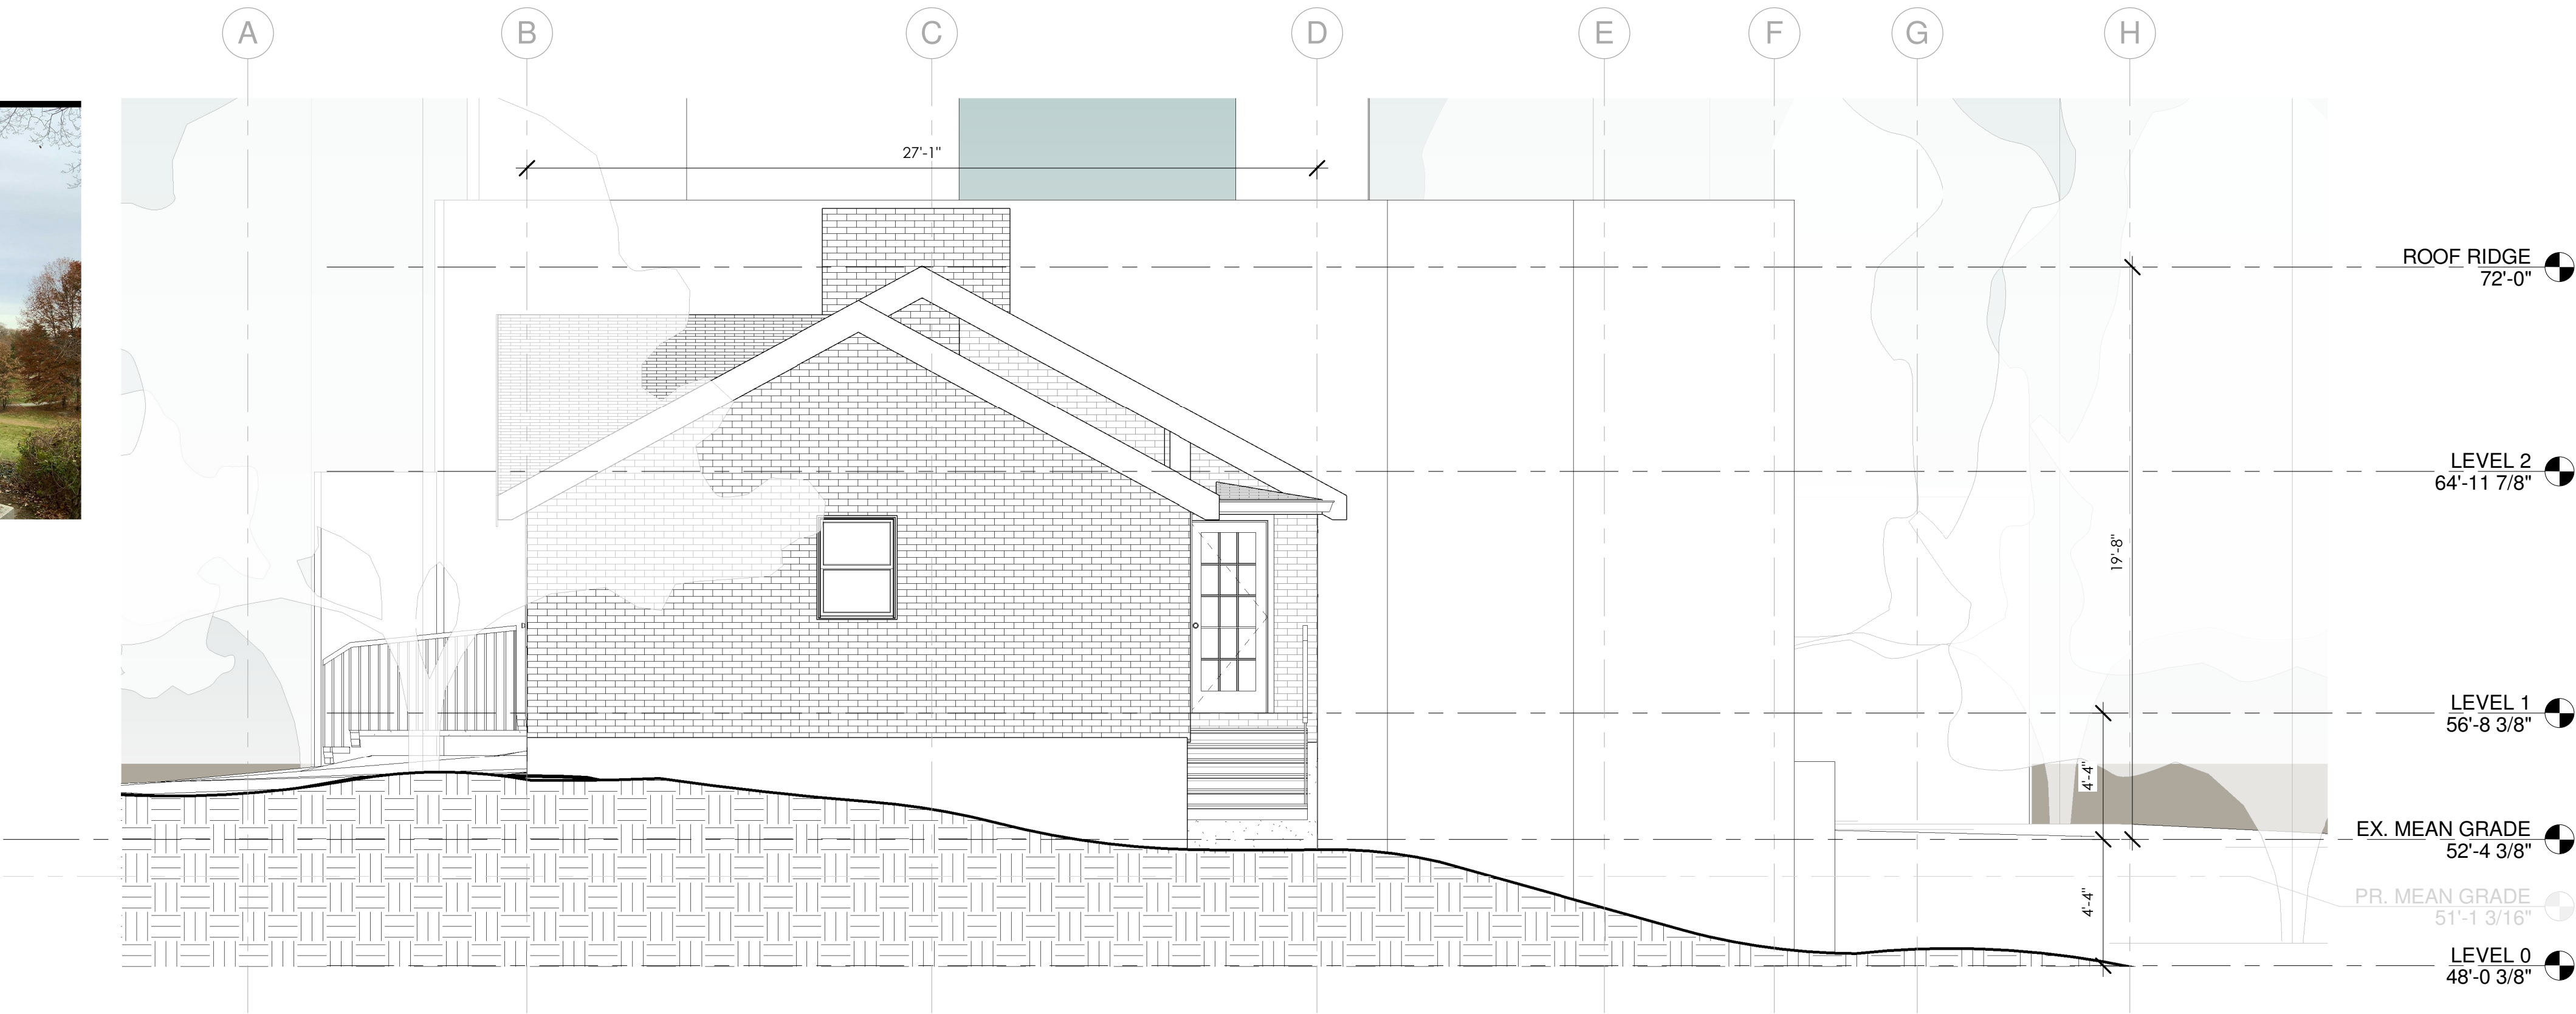 A B C D E F G H
27'-1"
ROOF RIDGE
72'-0"
LEVEL 2
64'-11 7/8"
19'-8"
LEVEL 1
56'-8 3/8"
4'-4"
EX. MEAN GRADE
52'-4 3/8"
4'-4"
PR. MEAN GRADE
51'-1 3/16"
LEVEL 0
48'-0 3/8"